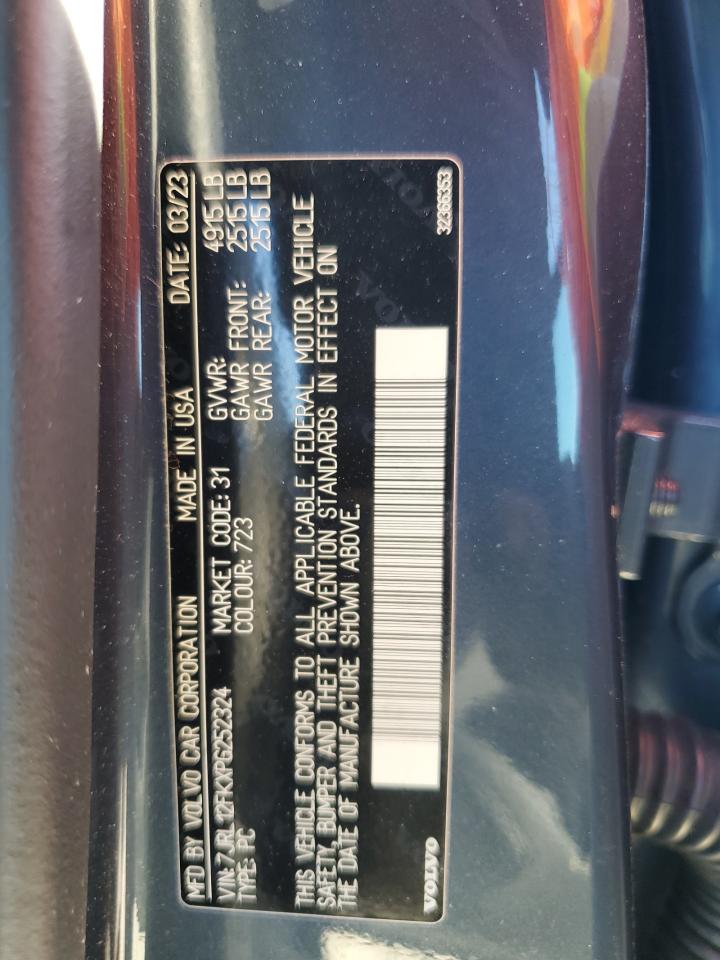 MFD BY VOLVO CAR CORPORATION MADE IN USA DATE: 03/23
VIN: 7JRL12FKXPG252324 MARKET CODE: 31 GVWR: 4915 LB
TYPE: PC COLOUR: 723 GAWR FRONT: 2515 LB
GAWR REAR: 2515 LB
THIS VEHICLE CONFORMS TO ALL APPLICABLE FEDERAL MOTOR VEHICLE
SAFETY, BUMPER AND THEFT PREVENTION STANDARDS IN EFFECT ON
THE DATE OF MANUFACTURE SHOWN ABOVE.
VOLVO 32366353